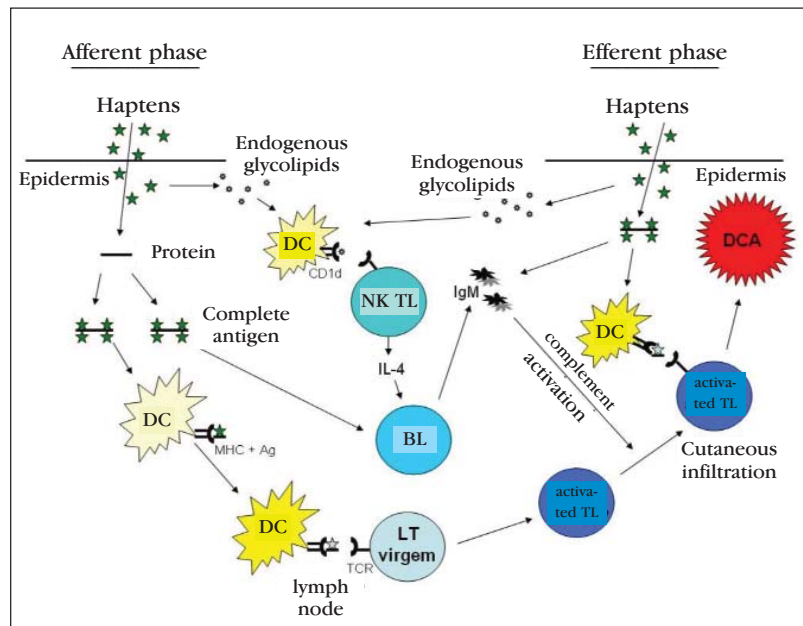 Afferent phase
Efferent phase
Haptens
Haptens
Endogenous
glycolipids
Endogenous
glycolipids
Epidermis
Epidermis
DC
CD1d
DCA
Protein
NK TL
IgM
DC
Complete
antigen
IL-4
complement
activation
activa-
ted TL
DC
MHC + Ag
BL
Cutaneous
infiltration
activa-
ted TL
DC
LT
virgem
TCR
lymph
node